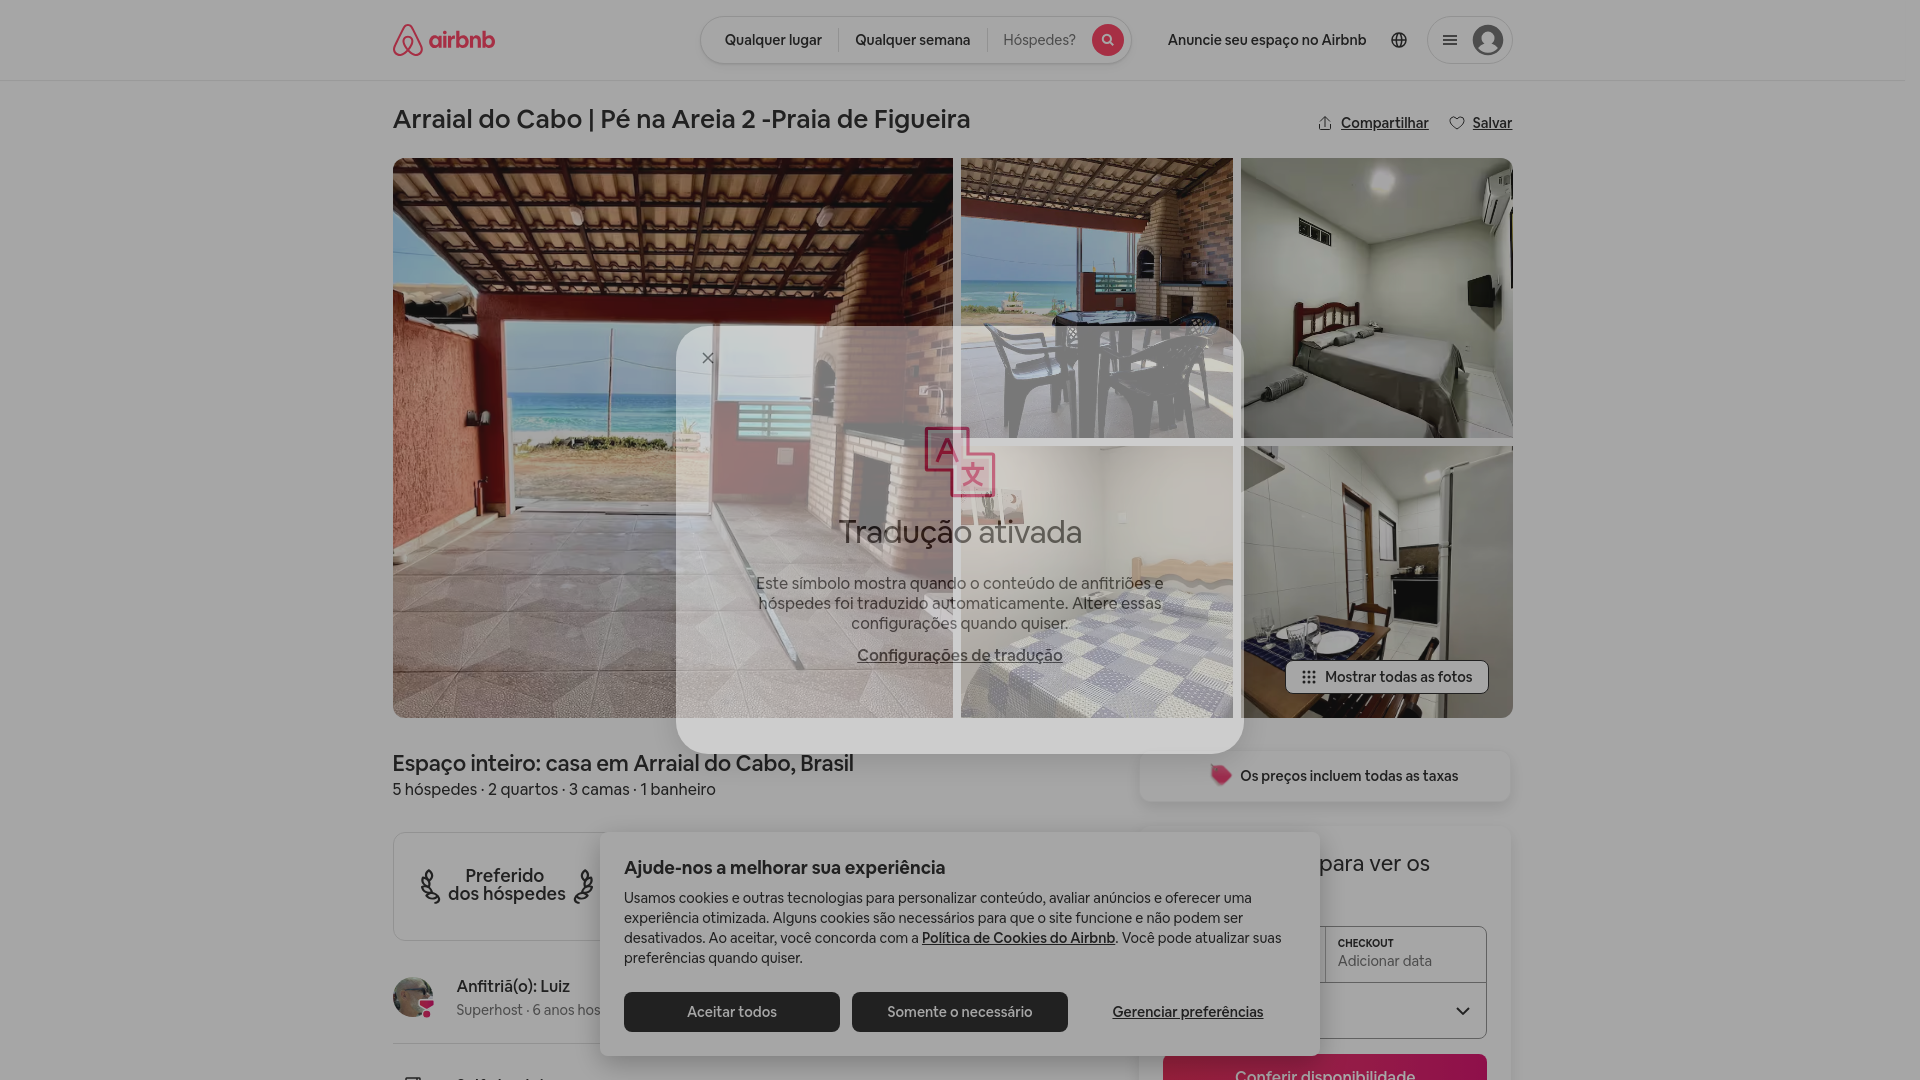 airbnb
Qualquer lugar
Qualquer semana
Hóspedes?
Anuncie seu espaço no Airbnb
Arraial do Cabo | Pé na Areia 2 -Praia de Figueira
Compartilhar
Salvar
Tradução ativada
Este símbolo mostra quando o conteúdo de anfitriões e
hóspedes foi traduzido automaticamente. Altere essas
configurações quando quiser.
Configurações de tradução
Mostrar todas as fotos
Espaço inteiro: casa em Arraial do Cabo, Brasil
5 hóspedes · 2 quartos · 3 camas · 1 banheiro
Os preços incluem todas as taxas
Preferido
dos hóspedes
para ver os
CHECKOUT
Adicionar data
Anfitriã(o): Luiz
Superhost · 6 anos hos
Ajude-nos a melhorar sua experiência
Usamos cookies e outras tecnologias para personalizar conteúdo, avaliar anúncios e oferecer uma
experiência otimizada. Alguns cookies são necessários para que o site funcione e não podem ser
desativados. Ao aceitar, você concorda com a Política de Cookies do Airbnb. Você pode atualizar suas
preferências quando quiser.
Aceitar todos
Somente o necessário
Gerenciar preferências
Conferir disponibilidade